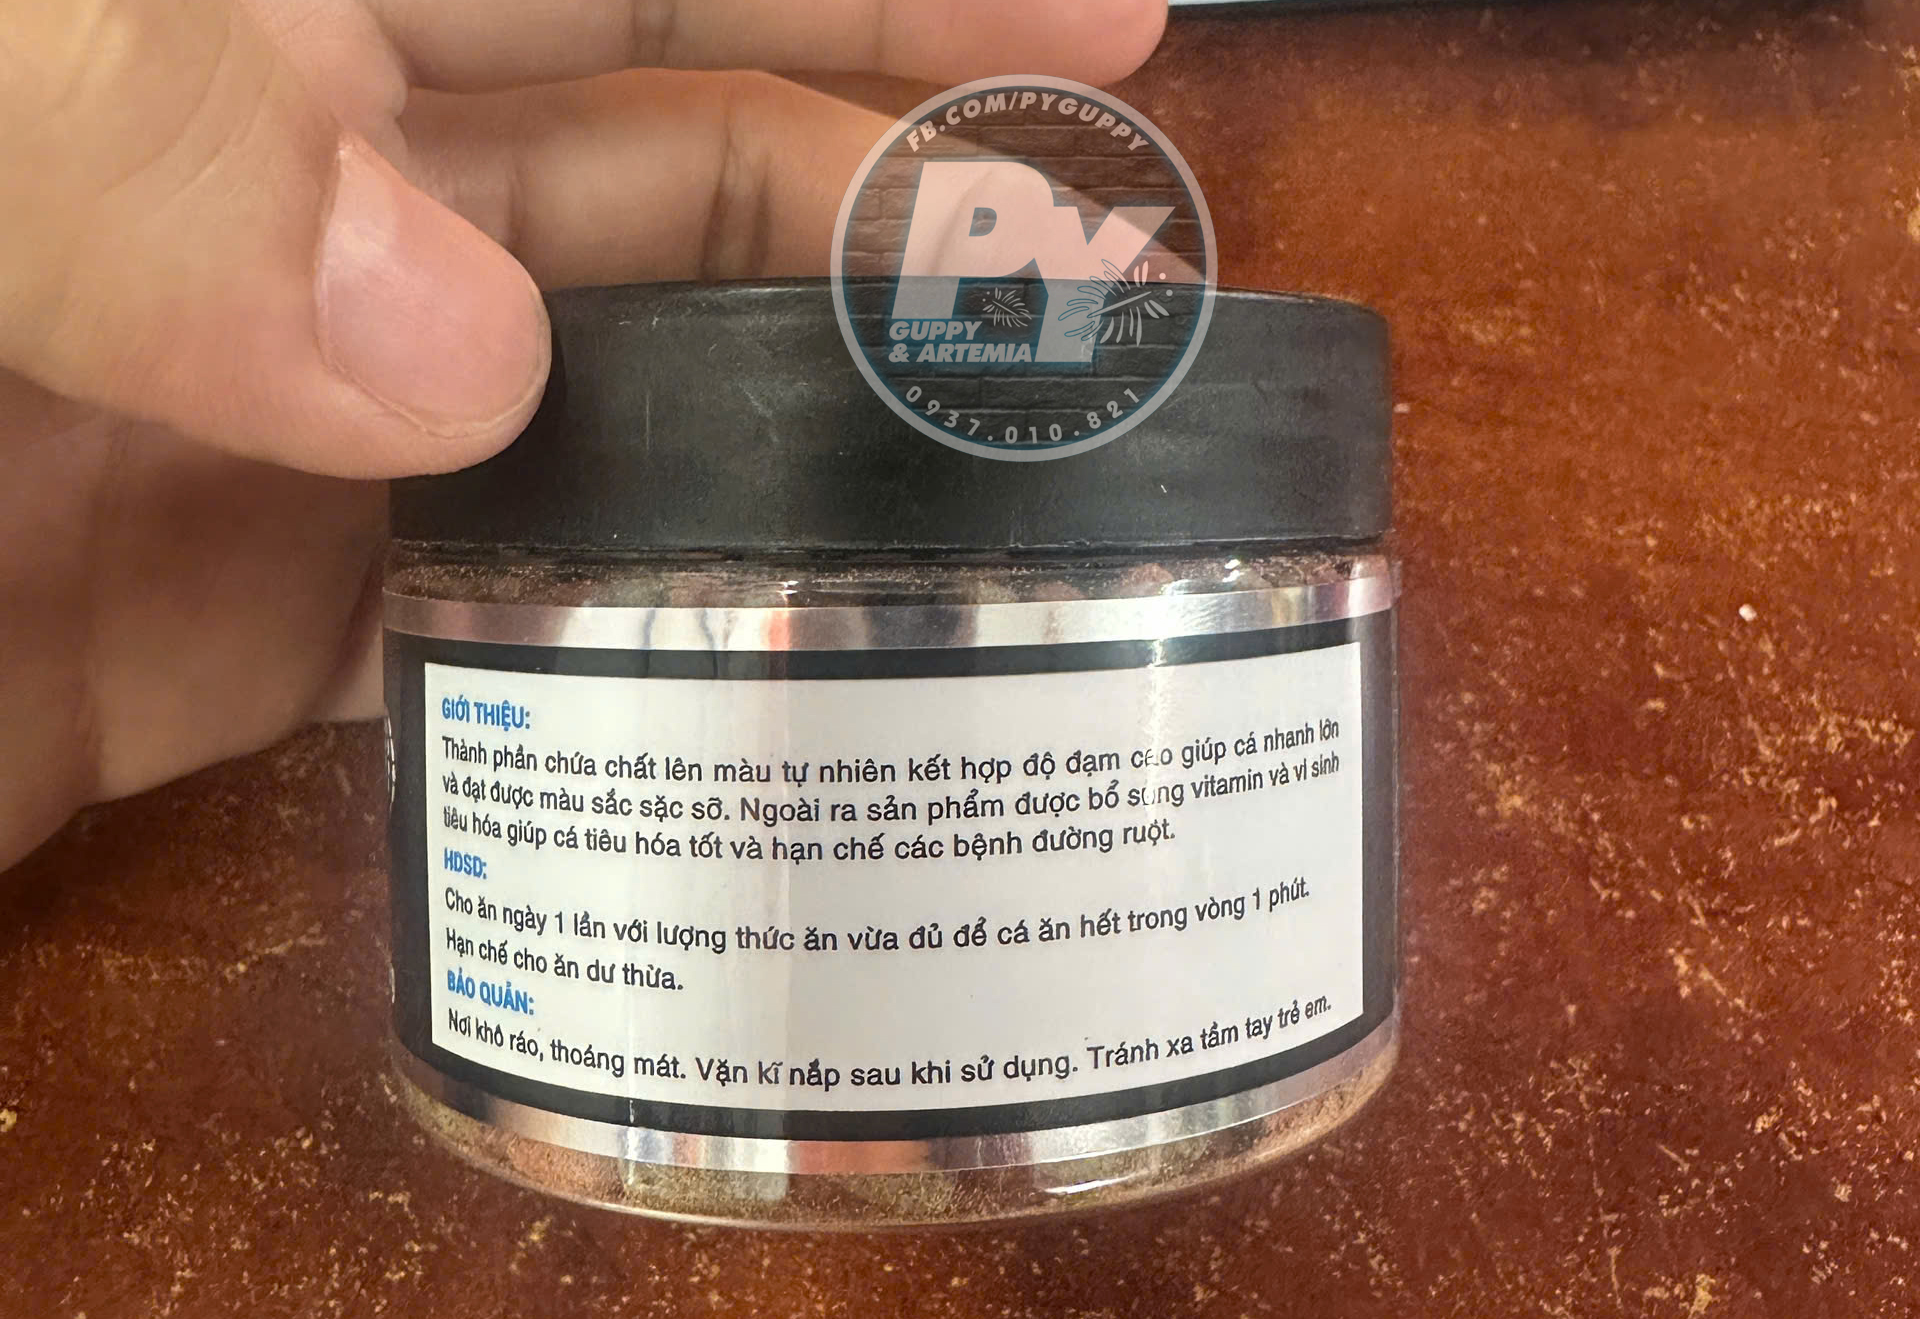 FB.COM/PYGUPPY
PY
GUPPY
& ARTEMIA
0937.010.821
GIỚI THIỆU:
Thành phần chứa chất lên màu tự nhiên kết hợp độ đạm cao giúp cá nhanh lớn
và đạt được màu sắc sặc sỡ. Ngoài ra sản phẩm được bổ sung vitamin và vi sinh
tiêu hóa giúp cá tiêu hóa tốt và hạn chế các bệnh đường ruột.
HDSD:
Cho ăn ngày 1 lần với lượng thức ăn vừa đủ để cá ăn hết trong vòng 1 phút.
Hạn chế cho ăn dư thừa.
BẢO QUẢN:
Nơi khô ráo, thoáng mát. Vặn kĩ nắp sau khi sử dụng. Tránh xa tầm tay trẻ em.